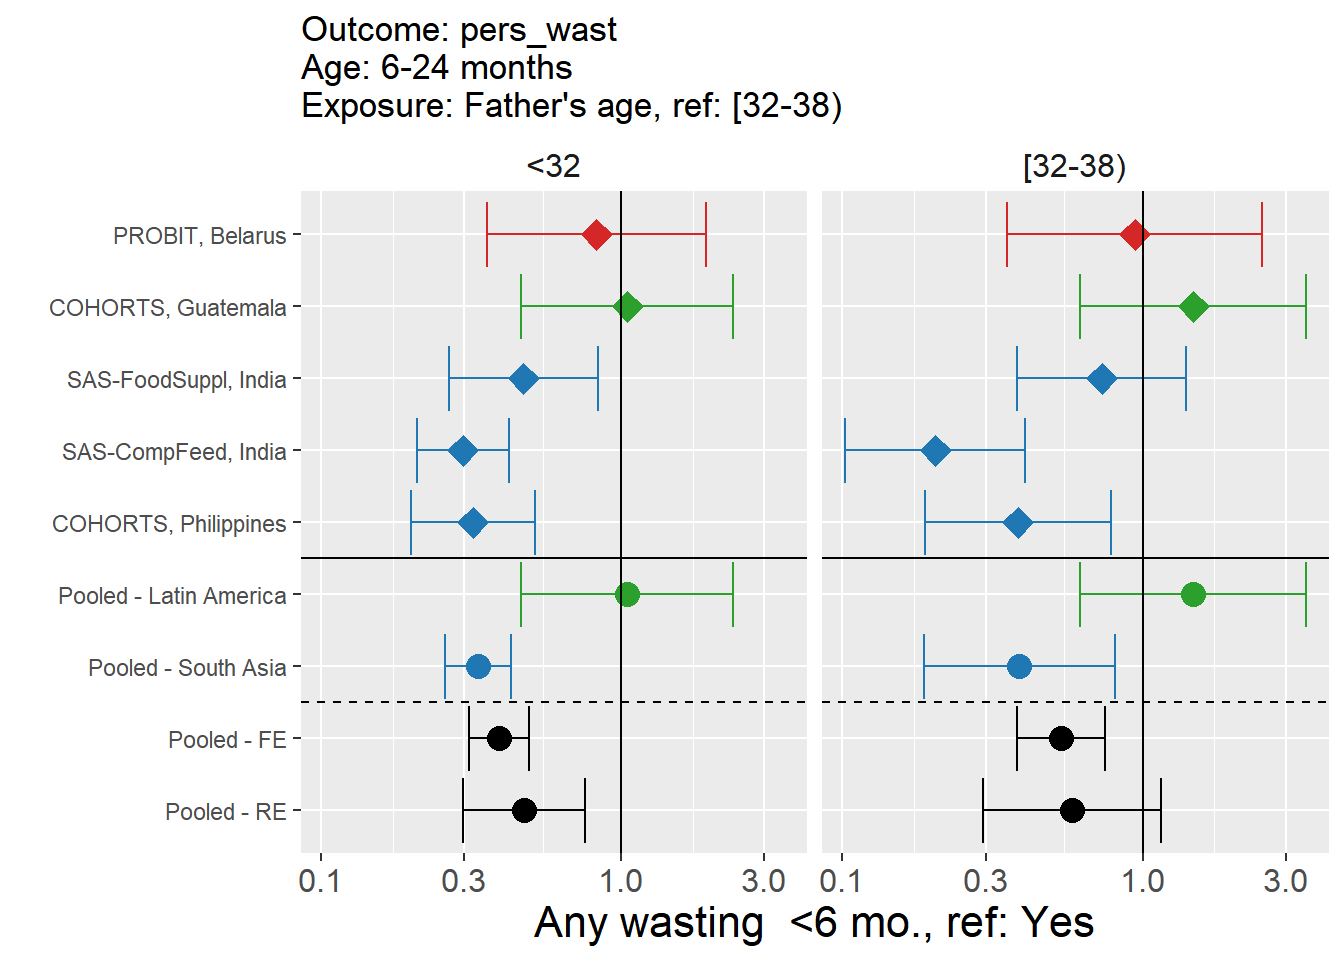 Outcome: pers_wast
Age: 6-24 months
Exposure: Father's age, ref: [32-38)
<32
[32-38)
PROBIT, Belarus
COHORTS, Guatemala
SAS-FoodSuppl, India
SAS-CompFeed, India
COHORTS, Philippines
Pooled - Latin America
Pooled - South Asia
Pooled - FE
Pooled - RE
0.1 0.3 1.0 3.0 0.1 0.3 1.0 3.0
Any wasting  <6 mo., ref: Yes